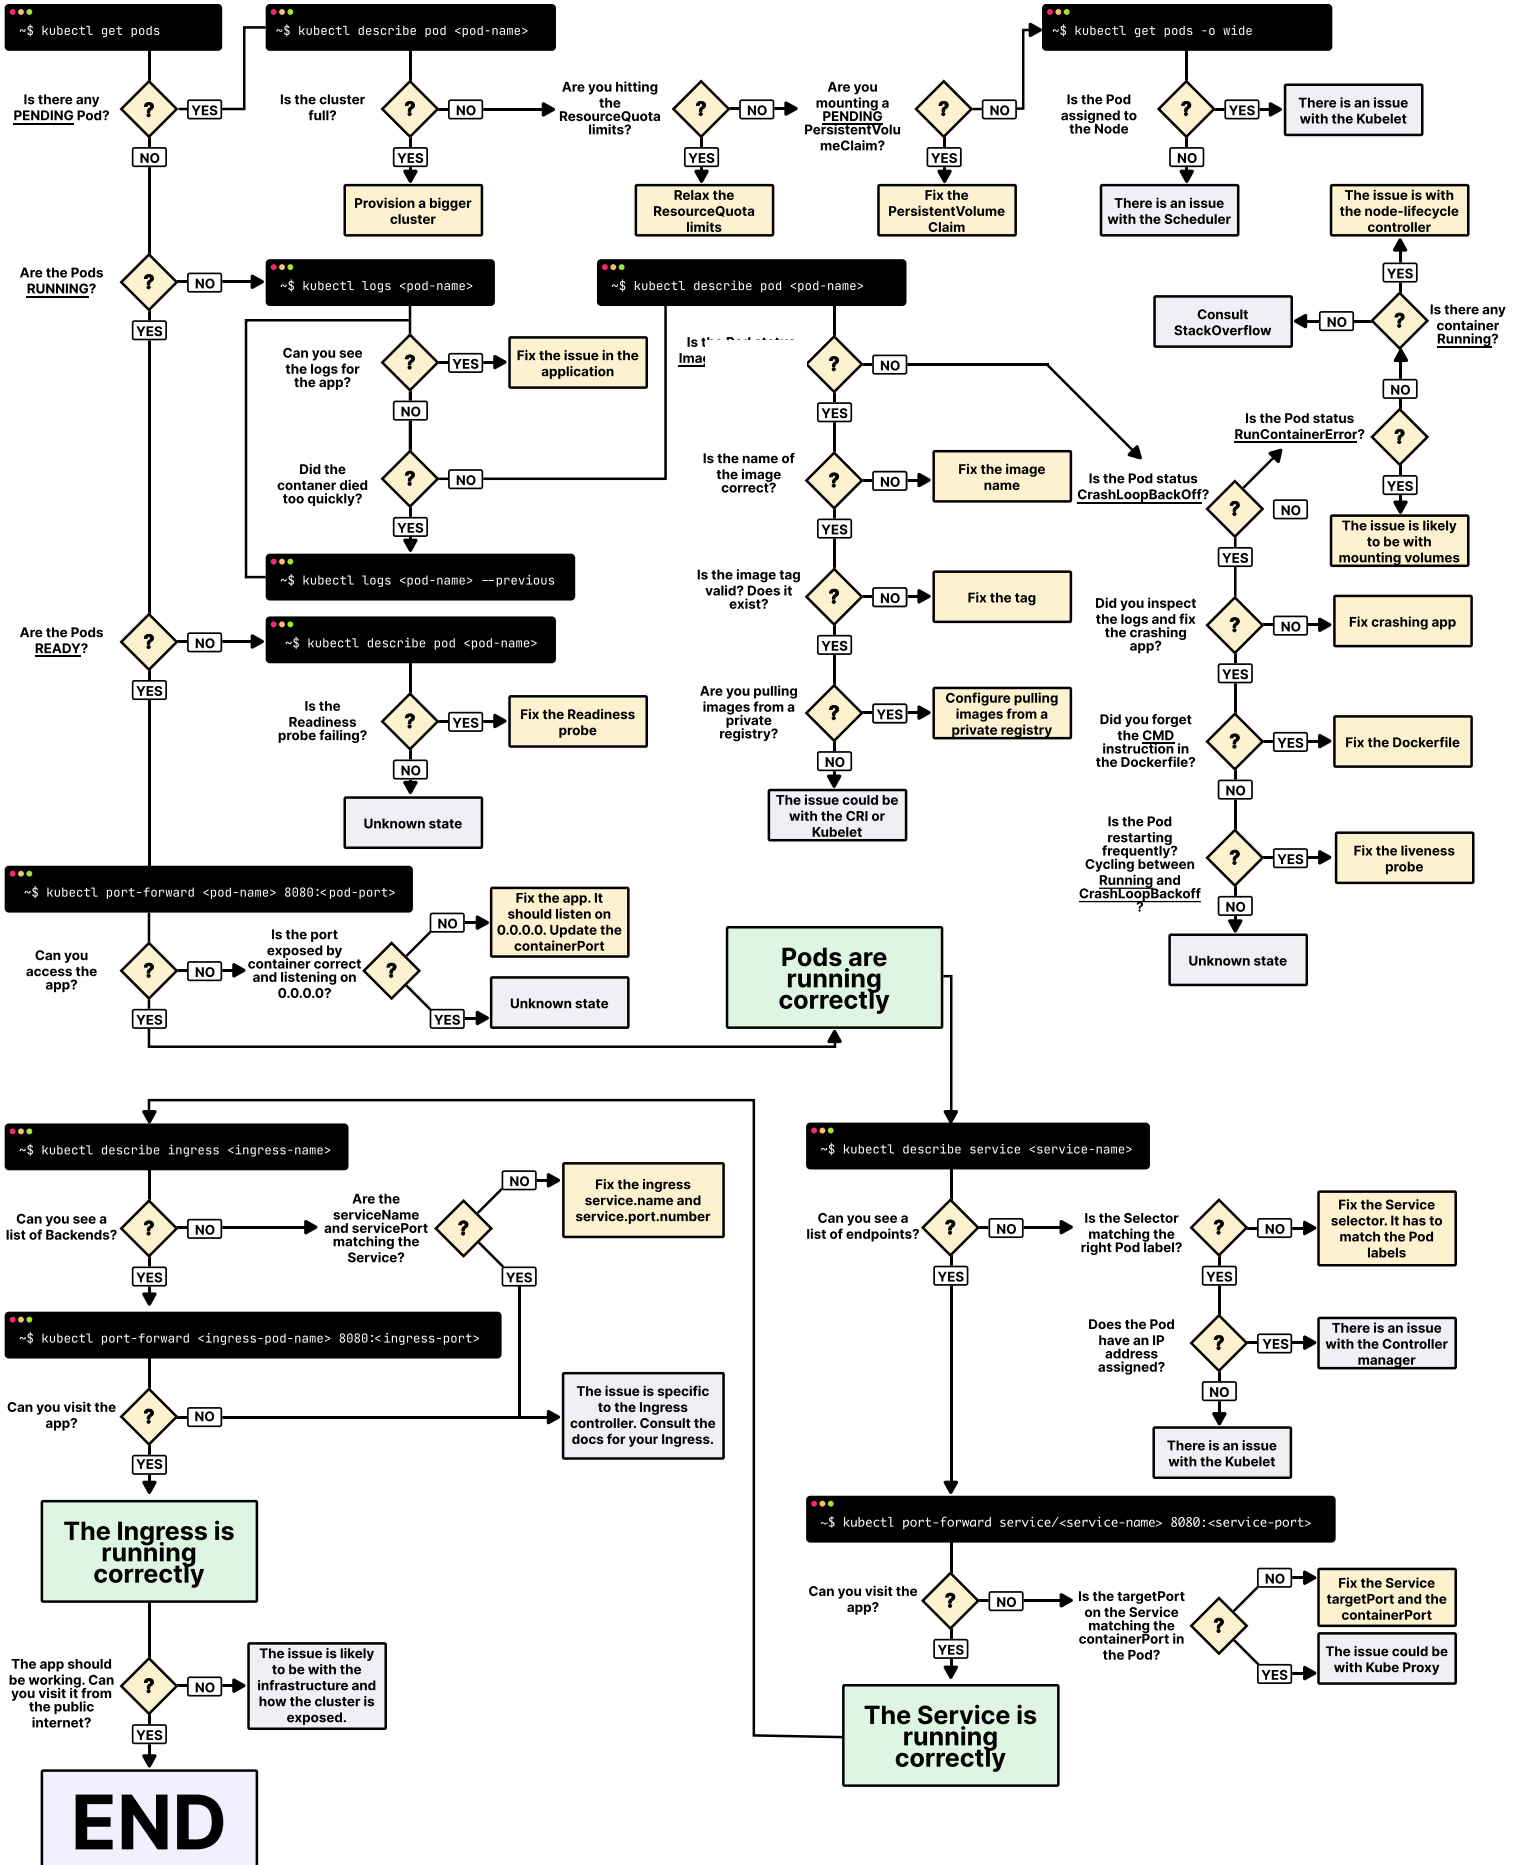 ~$ kubectl get pods
Is there any
PENDING Pod?
?
YES
NO
~$ kubectl describe pod <pod-name>
Is the cluster
full?
?
NO
YES
Provision a bigger
cluster
Are you hitting
the
ResourceQuota
limits?
?
NO
YES
Relax the
ResourceQuota
limits
Are you
mounting a
PENDING
PersistentVolu
meClaim?
?
NO
YES
Fix the
PersistentVolume
Claim
~$ kubectl get pods -o wide
Is the Pod
assigned to
the Node
?
YES
There is an issue
with the Kubelet
NO
There is an issue
with the Scheduler
Are the Pods
RUNNING?
?
NO
YES
~$ kubectl logs <pod-name>
Can you see
the logs for
the app?
?
YES
Fix the issue in the
application
NO
Did the
contaner died
too quickly?
?
NO
YES
~$ kubectl logs <pod-name> --previous
~$ kubectl describe pod <pod-name>
Is the Pod status
?
NO
YES
Is the name of
the image
correct?
?
NO
Fix the image
name
YES
Is the image tag
valid? Does it
exist?
?
NO
Fix the tag
YES
Are you pulling
images from a
private
registry?
?
YES
Configure pulling
images from a
private registry
NO
The issue could be
with the CRI or
Kubelet
The issue is with
the node-lifecycle
controller
YES
Is there any
container
Running?
?
NO
Consult
StackOverflow
NO
Is the Pod status
RunContainerError?
?
YES
The issue is likely
to be with
mounting volumes
Is the Pod status
CrashLoopBackOff?
?
NO
YES
Did you inspect
the logs and fix
the crashing
app?
?
NO
Fix crashing app
YES
Did you forget
the CMD
instruction in
the Dockerfile?
?
YES
Fix the Dockerfile
NO
Is the Pod
restarting
frequently?
Cycling between
Running and
CrashLoopBackoff
?
?
YES
Fix the liveness
probe
NO
Unknown state
Are the Pods
READY?
?
NO
YES
~$ kubectl describe pod <pod-name>
Is the
Readiness
probe failing?
?
YES
Fix the Readiness
probe
NO
Unknown state
~$ kubectl port-forward <pod-name> 8080:<pod-port>
Can you
access the
app?
?
NO
YES
Is the port
exposed by
container correct
and listening on
0.0.0.0?
?
NO
Fix the app. It
should listen on
0.0.0.0. Update the
containerPort
YES
Unknown state
Pods are
running
correctly
~$ kubectl describe service <service-name>
Can you see a
list of endpoints?
?
NO
YES
Is the Selector
matching the
right Pod label?
?
NO
Fix the Service
selector. It has to
match the Pod
labels
YES
Does the Pod
have an IP
address
assigned?
?
YES
There is an issue
with the Controller
manager
NO
There is an issue
with the Kubelet
~$ kubectl port-forward service/<service-name> 8080:<service-port>
Can you visit the
app?
?
NO
YES
Is the targetPort
on the Service
matching the
containerPort in
the Pod?
?
NO
Fix the Service
targetPort and the
containerPort
YES
The issue could be
with Kube Proxy
The Service is
running
correctly
~$ kubectl describe ingress <ingress-name>
Can you see a
list of Backends?
?
NO
YES
Are the
serviceName
and servicePort
matching the
Service?
?
NO
Fix the ingress
service.name and
service.port.number
YES
~$ kubectl port-forward <ingress-pod-name> 8080:<ingress-port>
Can you visit the
app?
?
NO
The issue is specific
to the Ingress
controller. Consult the
docs for your Ingress.
YES
The Ingress is
running
correctly
The app should
be working. Can
you visit it from
the public
internet?
?
NO
The issue is likely
to be with the
infrastructure and
how the cluster is
exposed.
YES
END